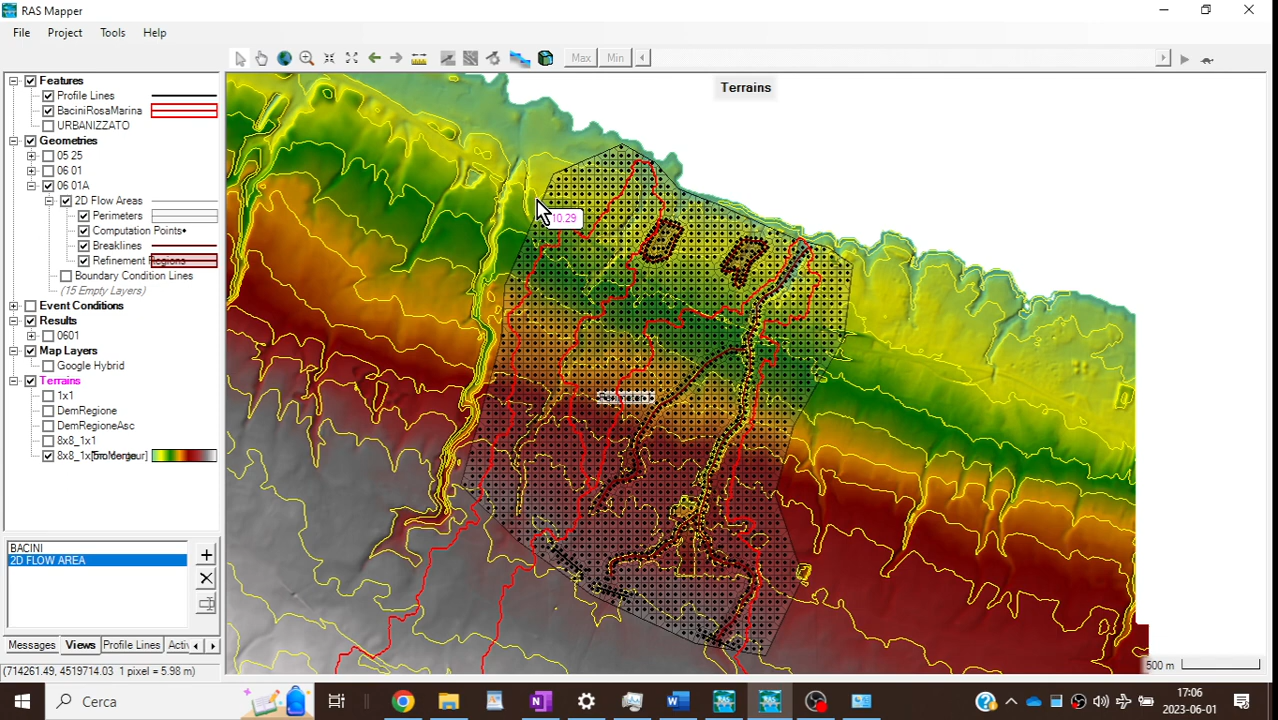 RAS Mapper
File Project Tools Help
Max Min
Features
Profile Lines
BaciniRosaMarina
URBANIZZATO
Geometries
05 25
06 01
06 01A
2D Flow Areas
Perimeters
Computation Points
Breaklines
Refinement Regions
Boundary Condition Lines
(15 Empty Layers)
Event Conditions
Results
0601
Map Layers
Google Hybrid
Terrains
1x1
DemRegione
DemRegioneAsc
8x8_1x1
Terrains
10.29
500 m
BACINI
2D FLOW AREA
Messages Views Profile Lines Activ
(714261.49, 4519714.03 1 pixel = 5.98 m)
Cerca
17:06
2023-06-01